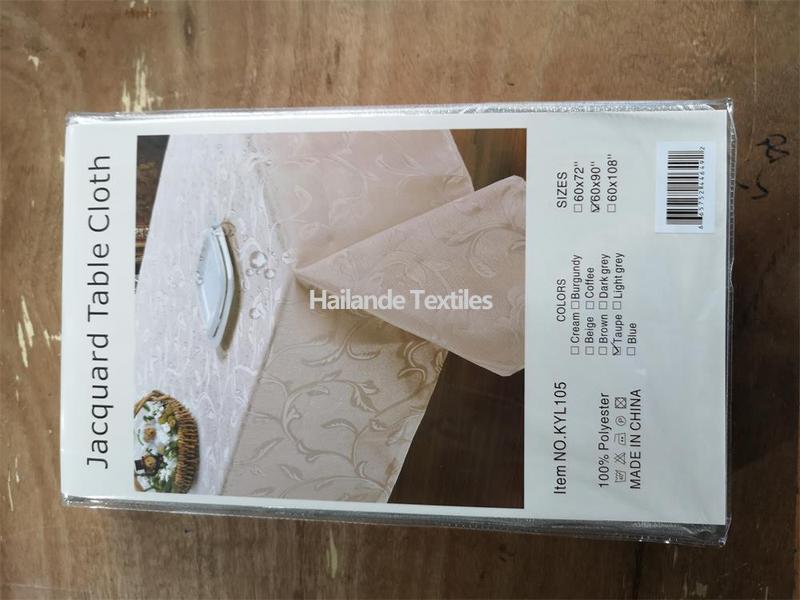 Jacquard Table Cloth
Hailande Textiles
Item NO.KYL105
100% Polyester
MADE IN CHINA
COLORS
☐Cream ☐Burgundy
☐Beige ☐Coffee
☐Brown ☐Dark grey
☑Taupe ☐Light grey
☐Blue
SIZES
☐60x72"
☑60x90"
☐60x108"